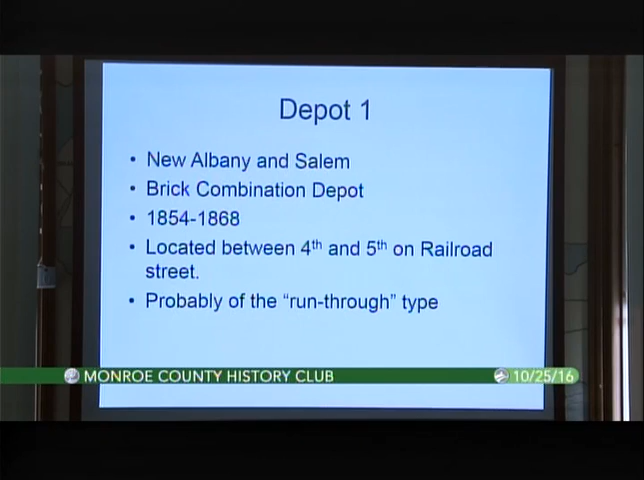 Depot 1
• New Albany and Salem
• Brick Combination Depot
• 1854-1868
• Located between 4th and 5th on Railroad
street.
• Probably of the “run-through” type
MONROE COUNTY HISTORY CLUB
10/25/16